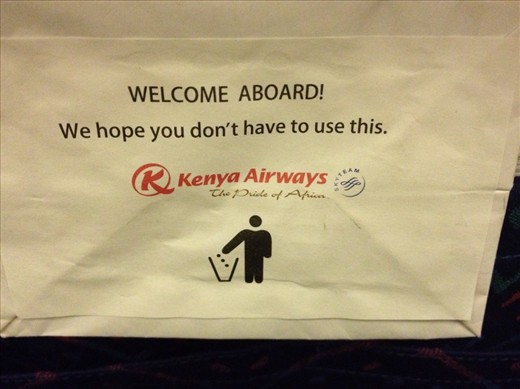 WELCOME ABOARD!
We hope you don't have to use this.
Kenya Airways
The Pride of Africa
SKYTEAM